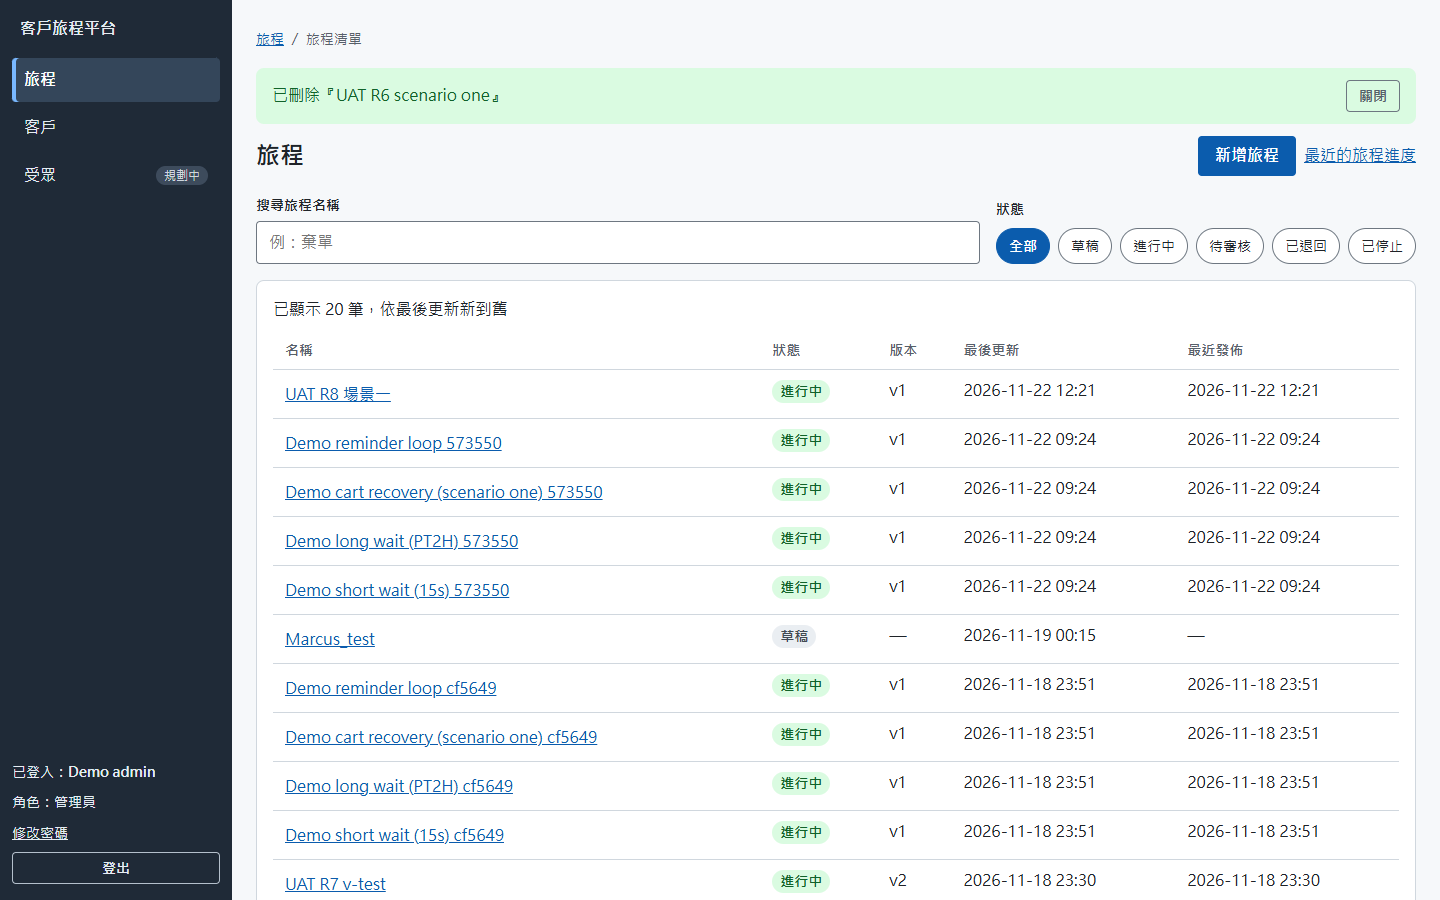 客戶旅程平台
旅程
客戶
受眾 規劃中
已登入：Demo admin
角色：管理員
修改密碼
登出
旅程 / 旅程清單
已刪除『UAT R6 scenario one』 關閉
旅程 新增旅程 最近的旅程進度
搜尋旅程名稱
例：棄單
狀態
全部 草稿 進行中 待審核 已退回 已停止
已顯示 20 筆，依最後更新新到舊
名稱 狀態 版本 最後更新 最近發佈
UAT R8 場景一 進行中 v1 2026-11-22 12:21 2026-11-22 12:21
Demo reminder loop 573550 進行中 v1 2026-11-22 09:24 2026-11-22 09:24
Demo cart recovery (scenario one) 573550 進行中 v1 2026-11-22 09:24 2026-11-22 09:24
Demo long wait (PT2H) 573550 進行中 v1 2026-11-22 09:24 2026-11-22 09:24
Demo short wait (15s) 573550 進行中 v1 2026-11-22 09:24 2026-11-22 09:24
Marcus_test 草稿 — 2026-11-19 00:15 —
Demo reminder loop cf5649 進行中 v1 2026-11-18 23:51 2026-11-18 23:51
Demo cart recovery (scenario one) cf5649 進行中 v1 2026-11-18 23:51 2026-11-18 23:51
Demo long wait (PT2H) cf5649 進行中 v1 2026-11-18 23:51 2026-11-18 23:51
Demo short wait (15s) cf5649 進行中 v1 2026-11-18 23:51 2026-11-18 23:51
UAT R7 v-test 進行中 v2 2026-11-18 23:30 2026-11-18 23:30